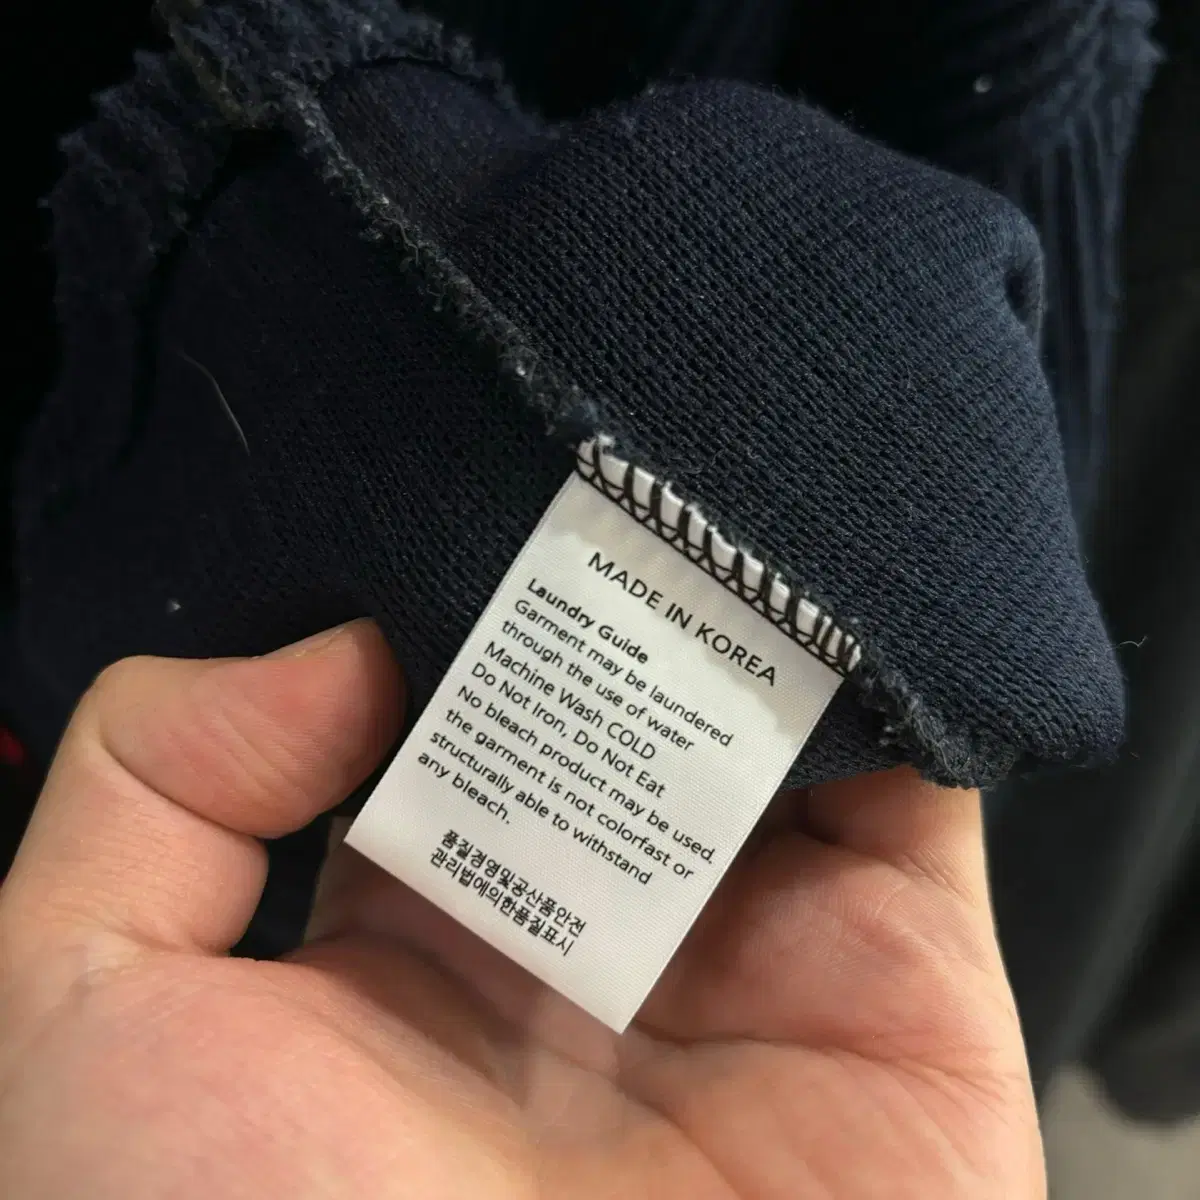 MADE IN KOREA
Laundry Guide
Garment may be laundered
through the use of water
Machine Wash COLD
Do Not Iron, Do Not Eat
No bleach product may be used.
the garment is not colorfast or
structurally able to withstand
any bleach.
품질경영및공산품안전
관리법에의한품질표시